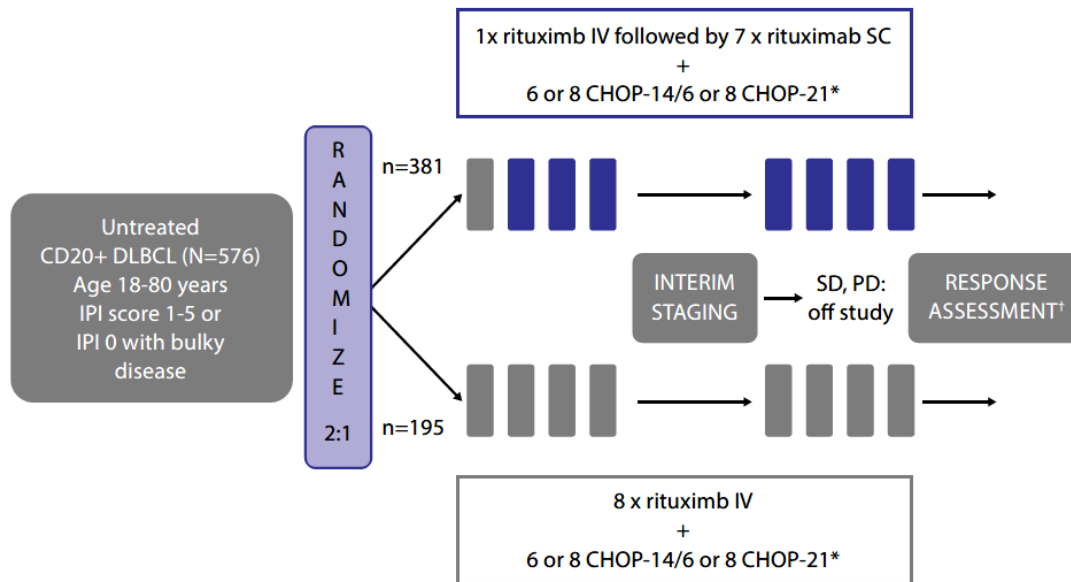 1x rituximb IV followed by 7 x rituximab SC
+
6 or 8 CHOP-14/6 or 8 CHOP-21*
Untreated
CD20+ DLBCL (N=576)
Age 18-80 years
IPI score 1-5 or
IPI 0 with bulky
disease
R
A
N
D
O
M
I
Z
E
2:1
n=381
n=195
INTERIM
STAGING
SD, PD:
off study
RESPONSE
ASSESSMENT†
8 x rituximb IV
+
6 or 8 CHOP-14/6 or 8 CHOP-21*